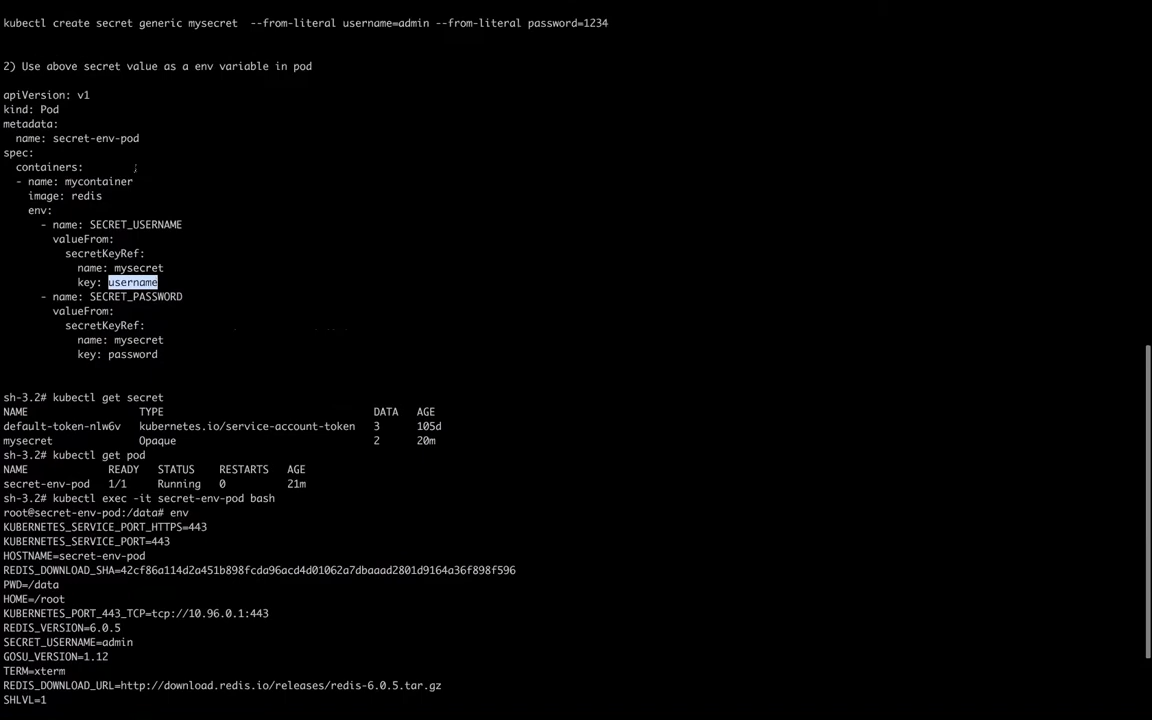 kubectl create secret generic mysecret  --from-literal username=admin --from-literal password=1234
2) Use above secret value as a env variable in pod
apiVersion: v1
kind: Pod
metadata:
  name: secret-env-pod
spec:
  containers:
  - name: mycontainer
    image: redis
    env:
      - name: SECRET_USERNAME
        valueFrom:
          secretKeyRef:
            name: mysecret
            key: username
      - name: SECRET_PASSWORD
        valueFrom:
          secretKeyRef:
            name: mysecret
            key: password
sh-3.2# kubectl get secret
NAME                  TYPE                                  DATA   AGE
default-token-nlw6v   kubernetes.io/service-account-token   3      105d
mysecret              Opaque                                2      20m
sh-3.2# kubectl get pod
NAME             READY   STATUS    RESTARTS   AGE
secret-env-pod   1/1     Running   0          21m
sh-3.2# kubectl exec -it secret-env-pod bash
root@secret-env-pod:/data# env
KUBERNETES_SERVICE_PORT_HTTPS=443
KUBERNETES_SERVICE_PORT=443
HOSTNAME=secret-env-pod
REDIS_DOWNLOAD_SHA=42cf86a114d2a451b898fcda96acd4d01062a7dbaaad2801d9164a36f898f596
PWD=/data
HOME=/root
KUBERNETES_PORT_443_TCP=tcp://10.96.0.1:443
REDIS_VERSION=6.0.5
SECRET_USERNAME=admin
GOSU_VERSION=1.12
TERM=xterm
REDIS_DOWNLOAD_URL=http://download.redis.io/releases/redis-6.0.5.tar.gz
SHLVL=1